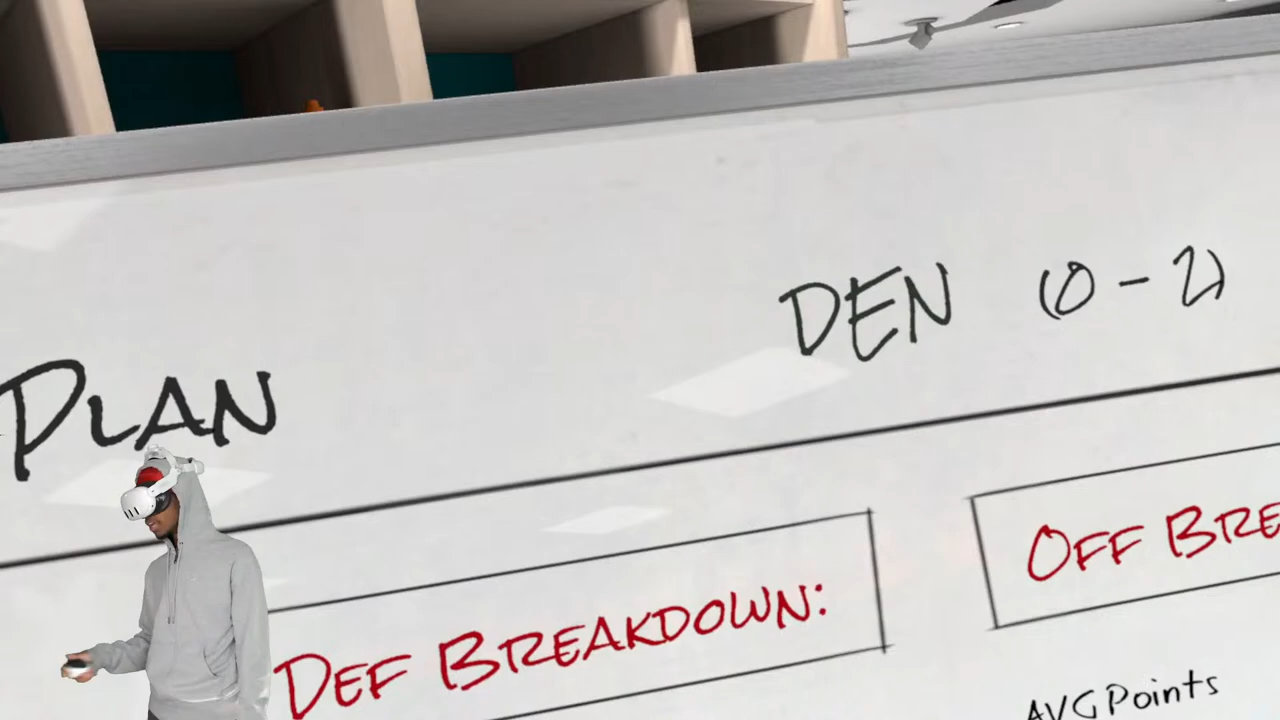 PLAN
DEN (0-2)
DEF BREAKDOWN:
OFF BRE
AVG Points